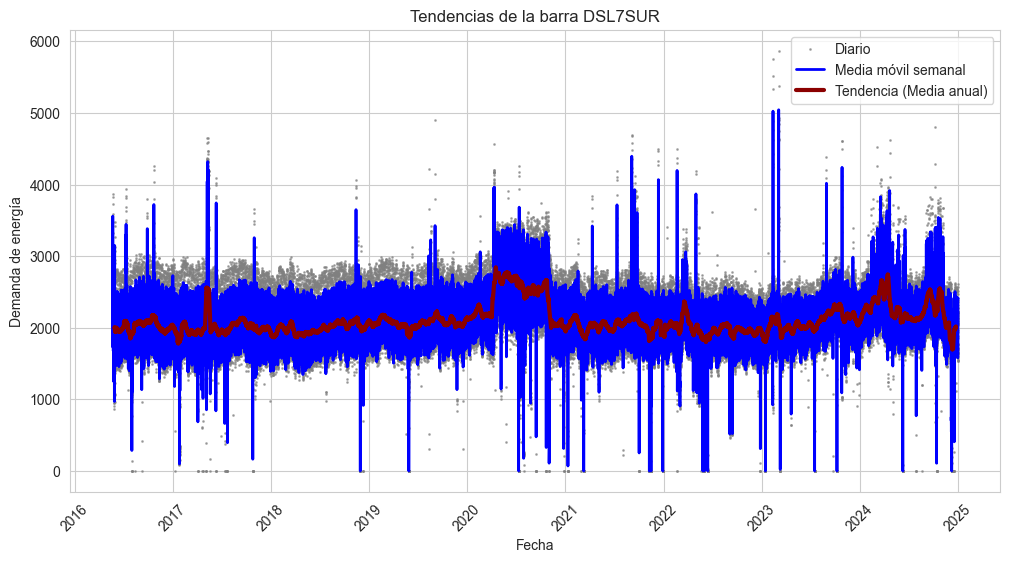 Tendencias de la barra DSL7SUR
Diario
Media móvil semanal
Tendencia (Media anual)
Demanda de energía
6000
5000
4000
3000
2000
1000
0
2016
2017
2018
2019
2020
2021
2022
2023
2024
2025
Fecha